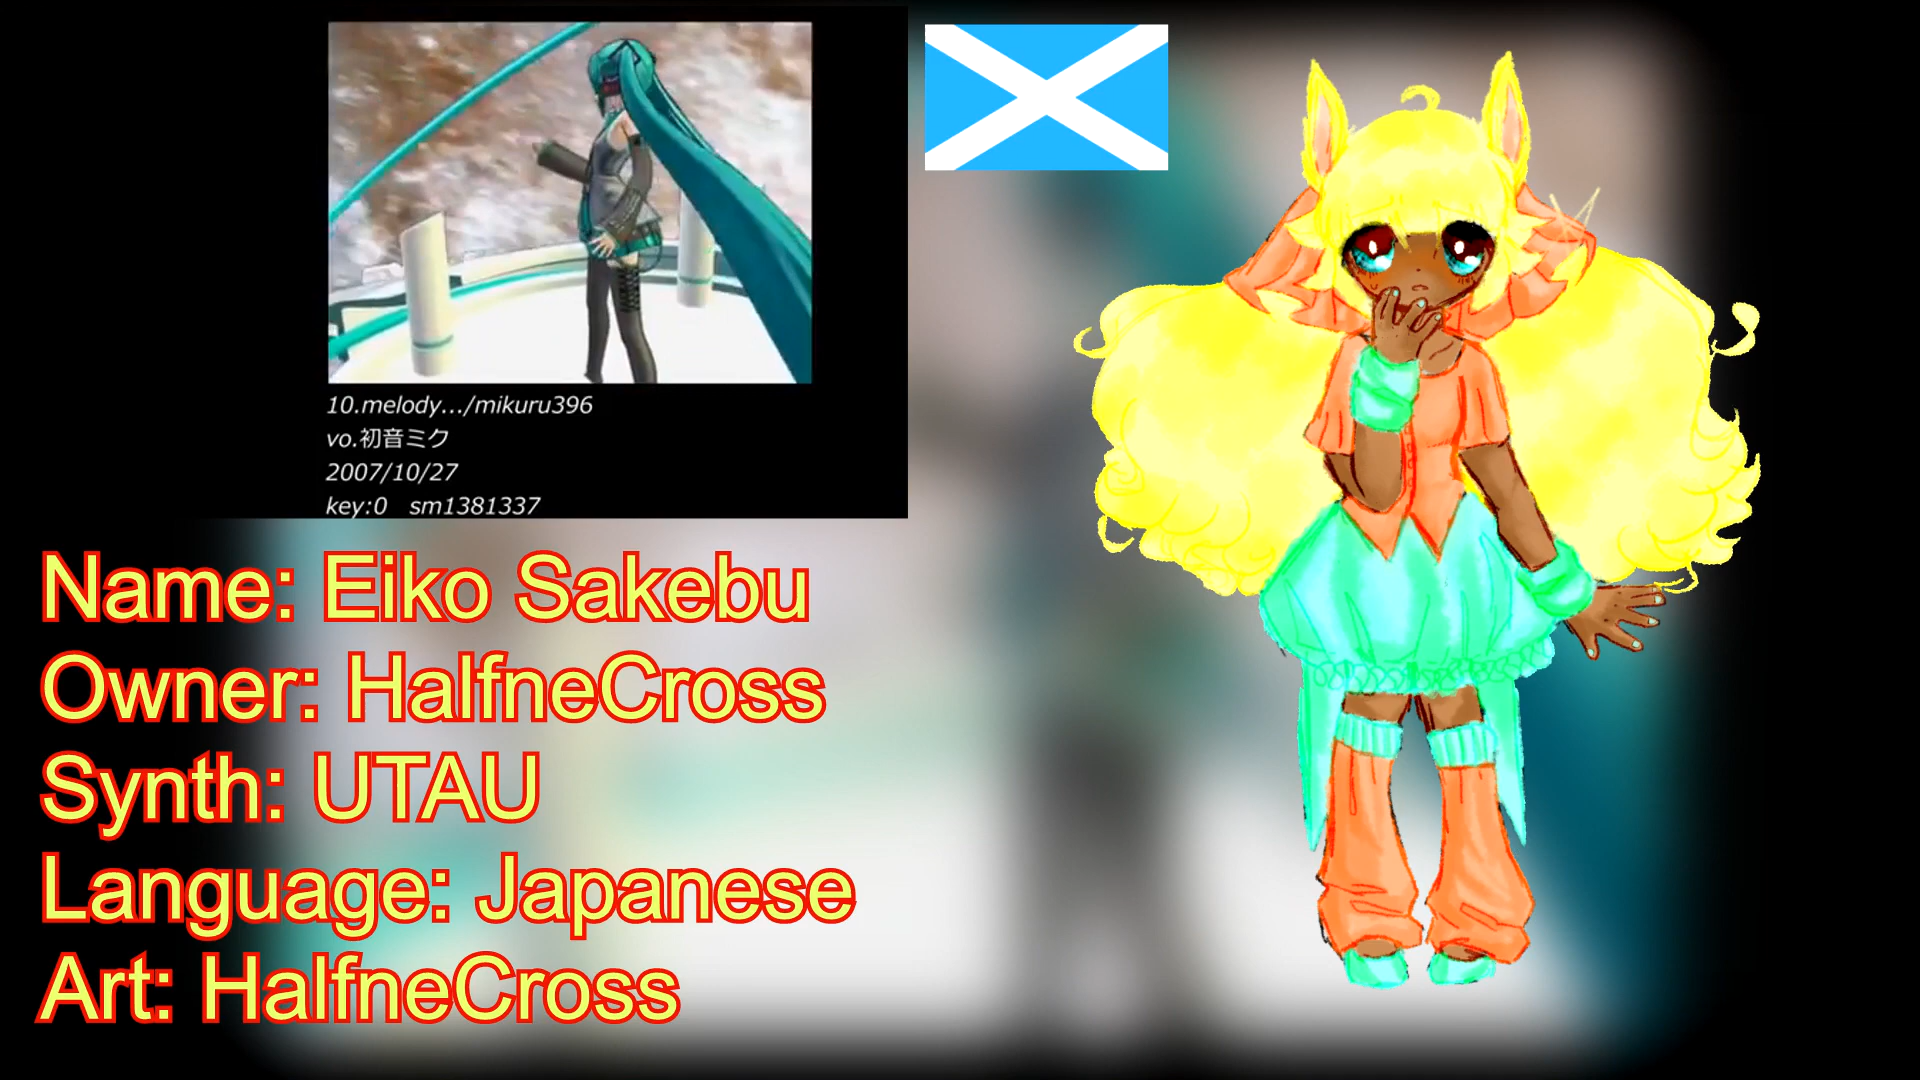 10.melody.../mikuru396
vo.初音ミク
2007/10/27
key:0 sm1381337
Name: Eiko Sakebu
Owner: HalfneCross
Synth: UTAU
Language: Japanese
Art: HalfneCross